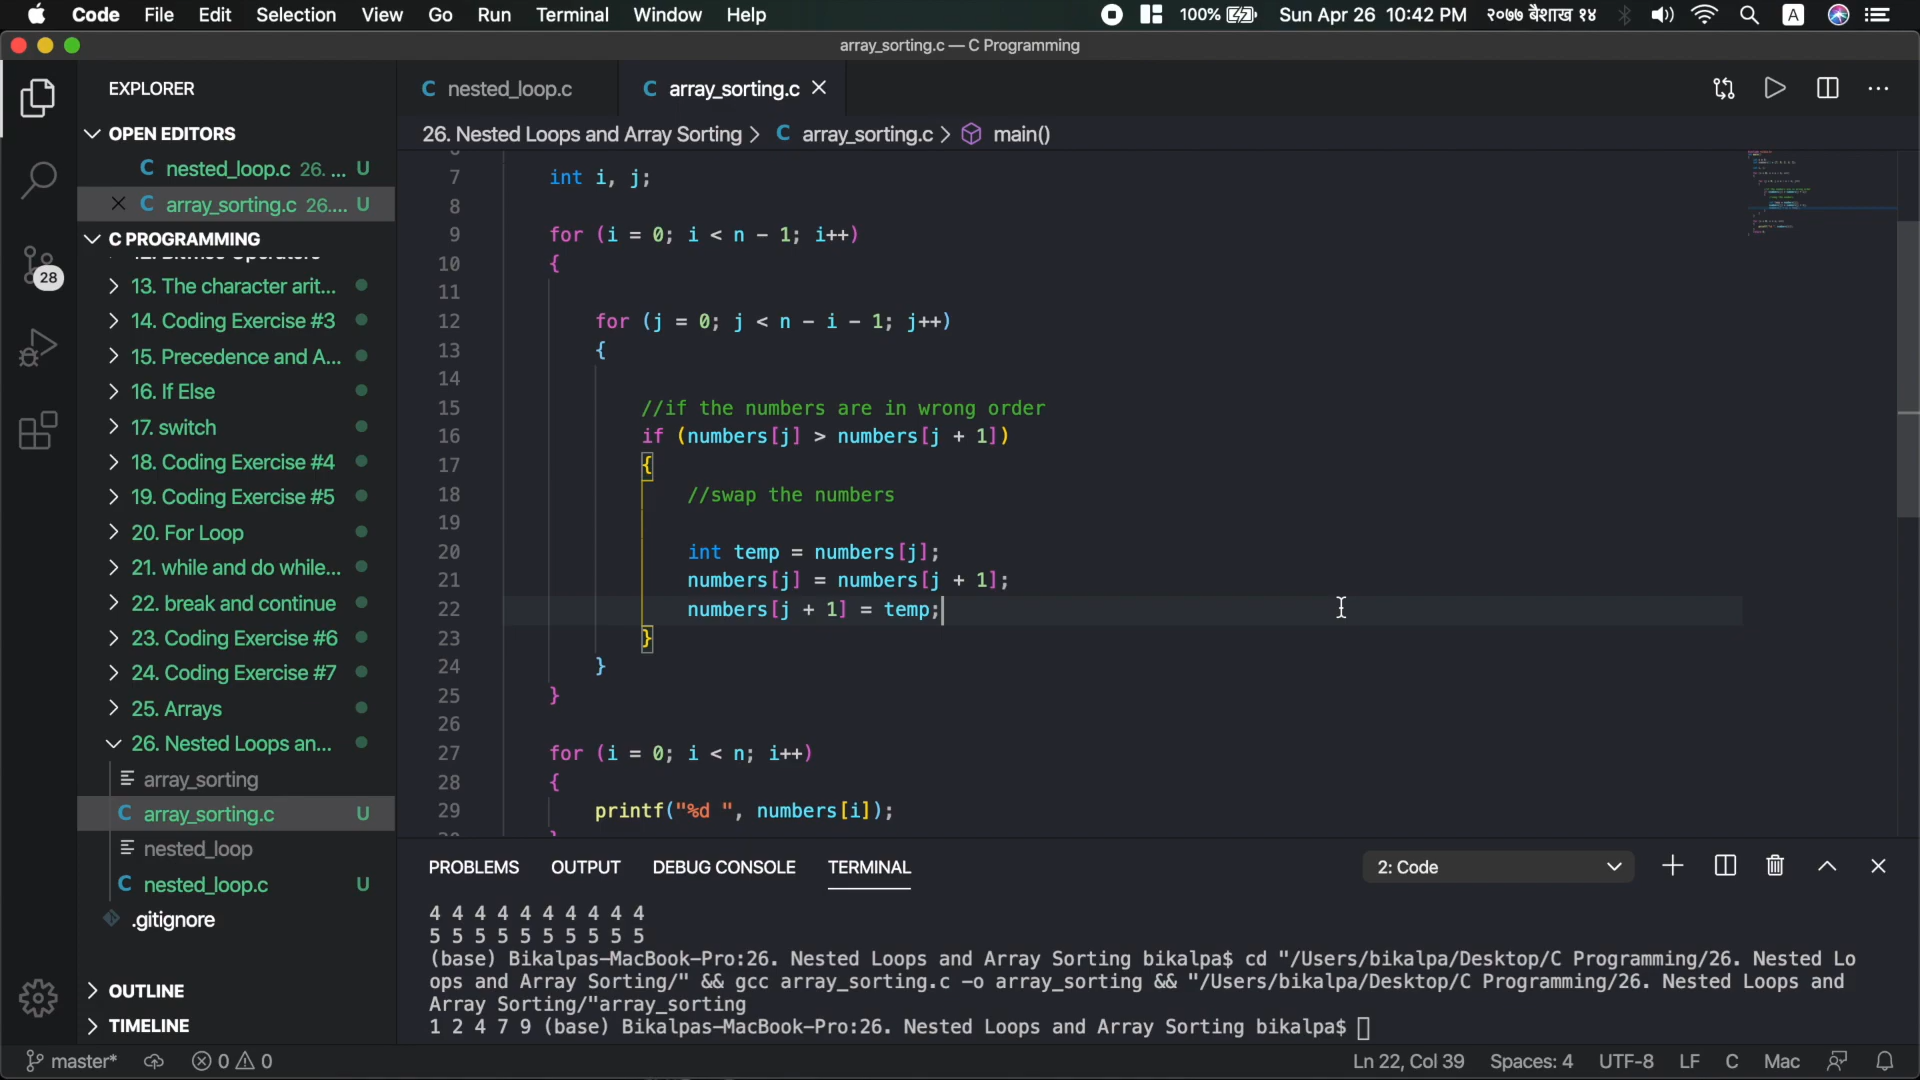 Code File Edit Selection View Go Run Terminal Window Help 100% Sun Apr 26 10:42 PM २०७७ बैशाख १४ A
array_sorting.c — C Programming
EXPLORER
OPEN EDITORS
nested_loop.c 26. ... U
array_sorting.c 26.... U
C PROGRAMMING
13. The character arit...
14. Coding Exercise #3
15. Precedence and A...
16. If Else
17. switch
18. Coding Exercise #4
19. Coding Exercise #5
20. For Loop
21. while and do while...
22. break and continue
23. Coding Exercise #6
24. Coding Exercise #7
25. Arrays
26. Nested Loops an...
array_sorting
C array_sorting.c U
nested_loop
C nested_loop.c U
.gitignore
OUTLINE
TIMELINE
28
C nested_loop.c C array_sorting.c
26. Nested Loops and Array Sorting > C array_sorting.c > main()
7 int i, j;
8
9 for (i = 0; i < n - 1; i++)
10 {
11
12 for (j = 0; j < n - i - 1; j++)
13 {
14
15 //if the numbers are in wrong order
16 if (numbers[j] > numbers[j + 1])
17 {
18 //swap the numbers
19
20 int temp = numbers[j];
21 numbers[j] = numbers[j + 1];
22 numbers[j + 1] = temp;
23 }
24 }
25 }
26
27 for (i = 0; i < n; i++)
28 {
29 printf("%d ", numbers[i]);
PROBLEMS OUTPUT DEBUG CONSOLE TERMINAL 2: Code
4 4 4 4 4 4 4 4 4 4
5 5 5 5 5 5 5 5 5 5
(base) Bikalpas-MacBook-Pro:26. Nested Loops and Array Sorting bikalpa$ cd "/Users/bikalpa/Desktop/C Programming/26. Nested Lo
ops and Array Sorting/" && gcc array_sorting.c -o array_sorting && "/Users/bikalpa/Desktop/C Programming/26. Nested Loops and
Array Sorting/"array_sorting
1 2 4 7 9 (base) Bikalpas-MacBook-Pro:26. Nested Loops and Array Sorting bikalpa$
master* 0 0 Ln 22, Col 39 Spaces: 4 UTF-8 LF C Mac